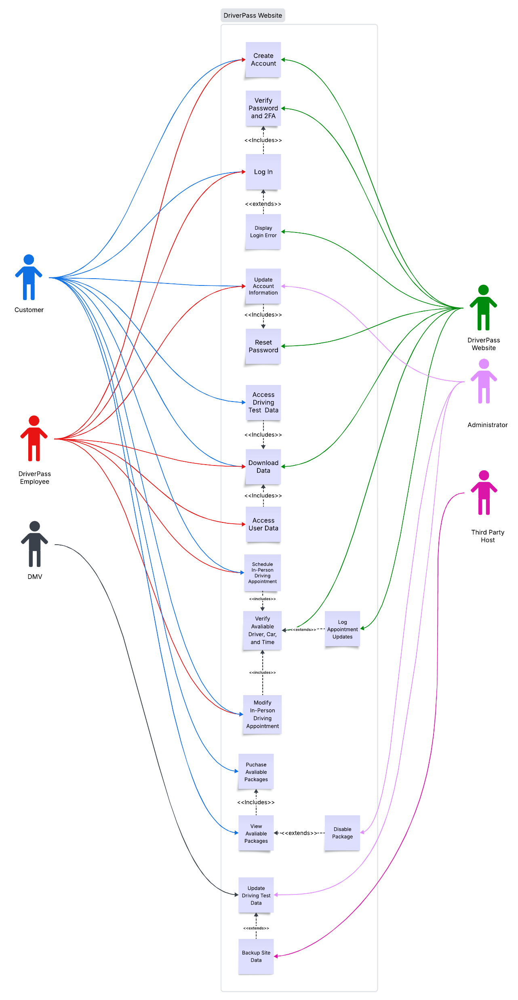 DriverPass Website
Create
Account
Verify
Password
and 2FA
<<Includes>>
Log In
<<extends>>
Display
Login Error
Update
Account
Information
<<Includes>>
Reset
Password
Customer
DriverPass
Website
Access
Driving
Test Data
Administrator
<<Includes>>
Download
Data
DriverPass
Employee
<<Includes>>
Access
User Data
Third Party
Host
DMV
Schedule
In-Person
Driving
Appointment
<<includes>>
Verify
Avaliable
Driver, Car,
and Time
<<extends>>
Log
Appointment
Updates
<<includes>>
Modify
In-Person
Driving
Appointment
Puchase
Avaliable
Packages
<<Includes>>
View
Avaliable
Packages
<<extends>>
Disable
Package
Update
Driving Test
Data
<<extends>>
Backup Site
Data